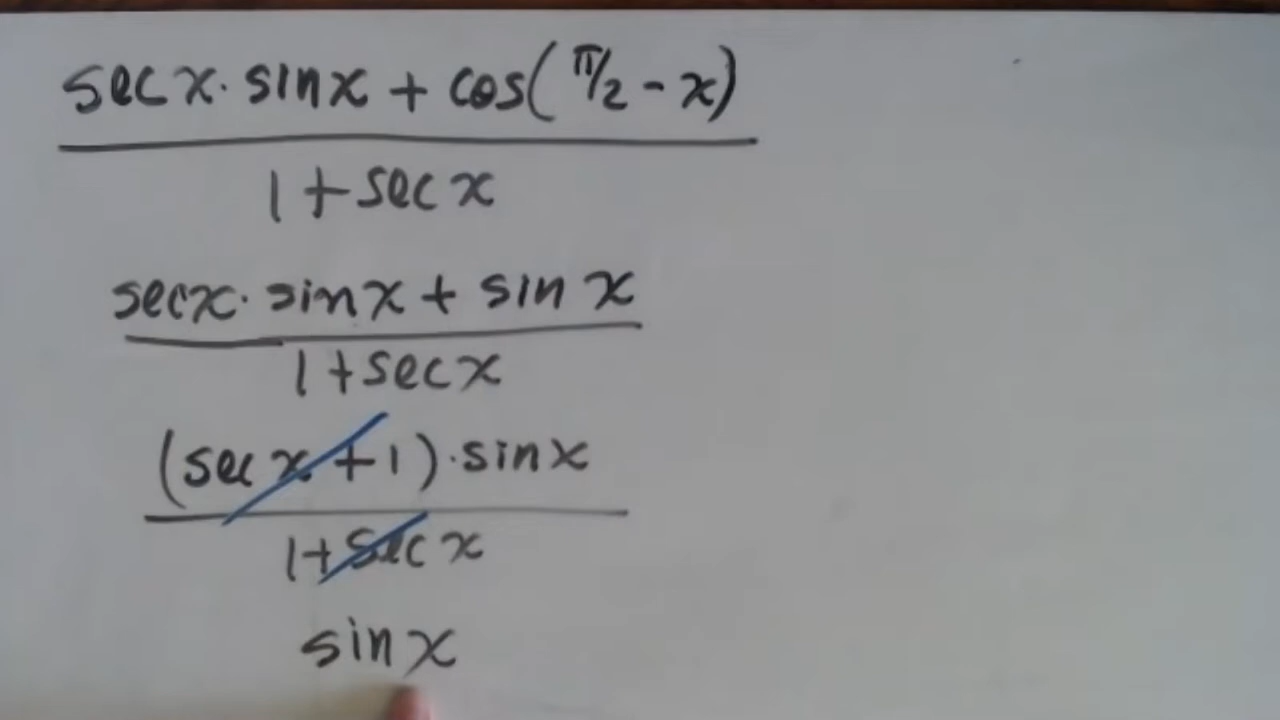 sec x · sin x + cos(π/2 - x)
1 + sec x
sec x · sin x + sin x
1 + sec x
(sec x + 1) · sin x
1 + sec x
sin x